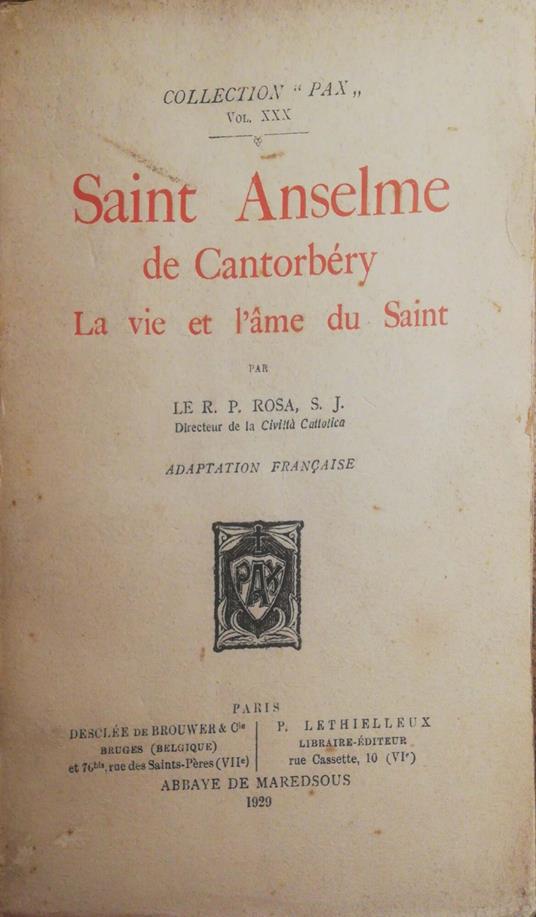 COLLECTION “ PAX „
VOL. XXX
Saint Anselme
de Cantorbéry
La vie et l'âme du Saint
PAR
LE R. P. ROSA, S. J.
Directeur de la Civiltà Cattolica
ADAPTATION FRANÇAISE
PAX
PARIS
DESCLÉE DE BROUWER & Cie
BRUGES (BELGIQUE)
et 76bis, rue des Saints-Pères (VIIe)
P. LETHIELLEUX
LIBRAIRE-ÉDITEUR
rue Cassette, 10 (VIe)
ABBAYE DE MAREDSOUS
1929